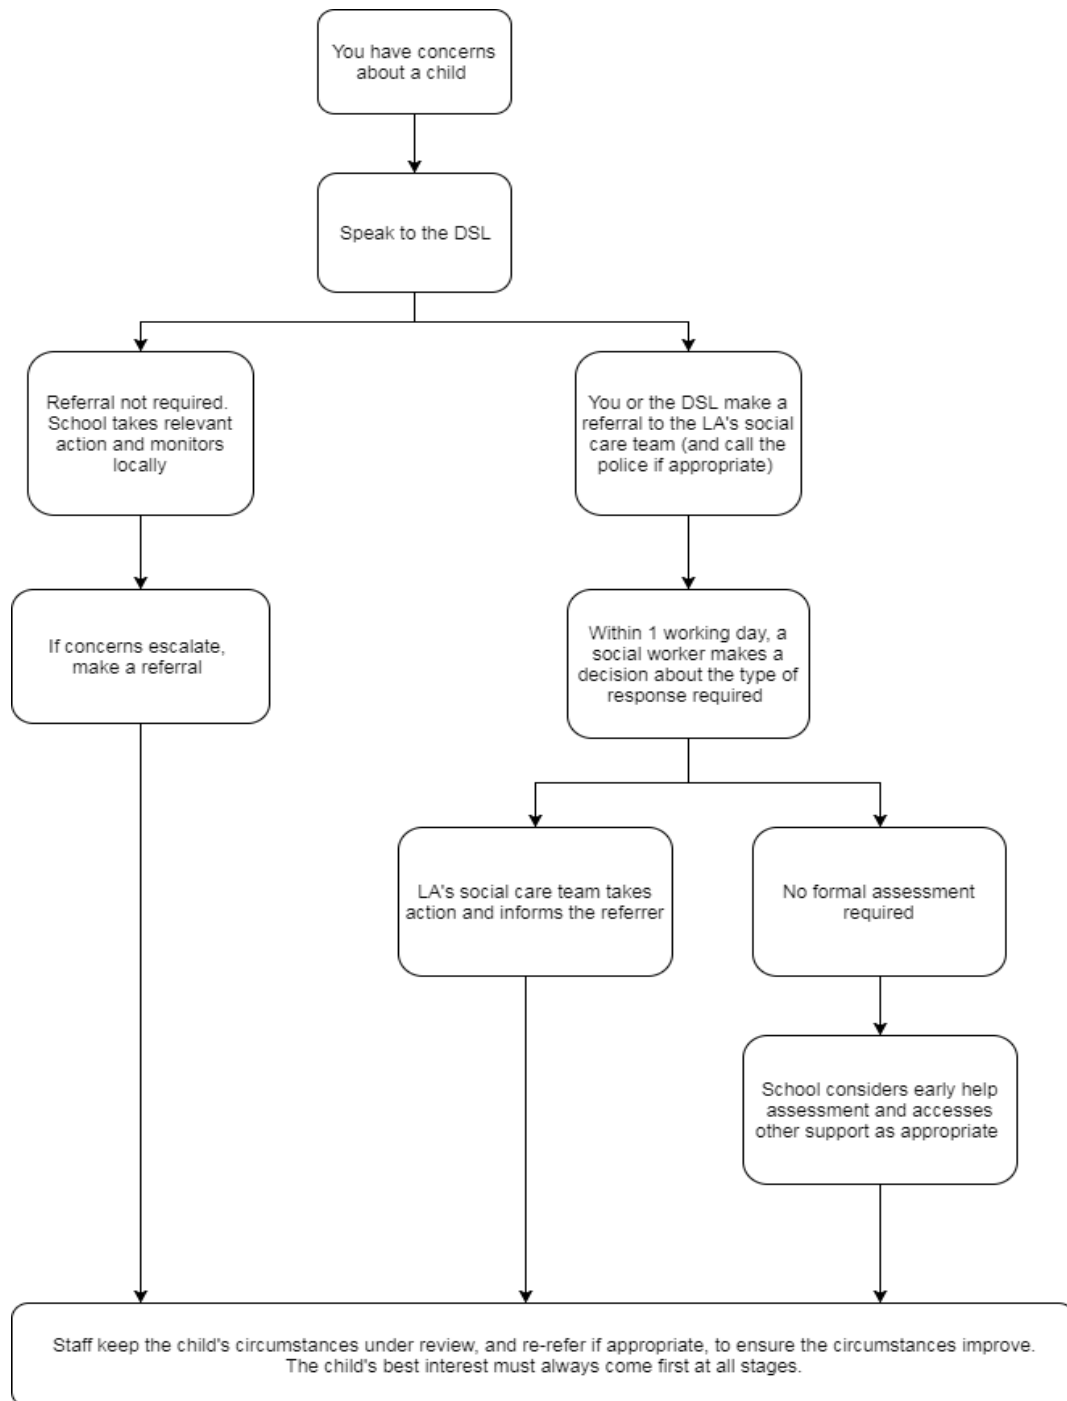 You have concerns
about a child
Speak to the DSL
Referral not required.
School takes relevant
action and monitors
locally
You or the DSL make a
referral to the LA's social
care team (and call the
police if appropriate)
If concerns escalate,
make a referral
Within 1 working day, a
social worker makes a
decision about the type of
response required
LA's social care team takes
action and informs the referrer
No formal assessment
required
School considers early help
assessment and accesses
other support as appropriate
Staff keep the child's circumstances under review, and re-refer if appropriate, to ensure the circumstances improve.
The child's best interest must always come first at all stages.